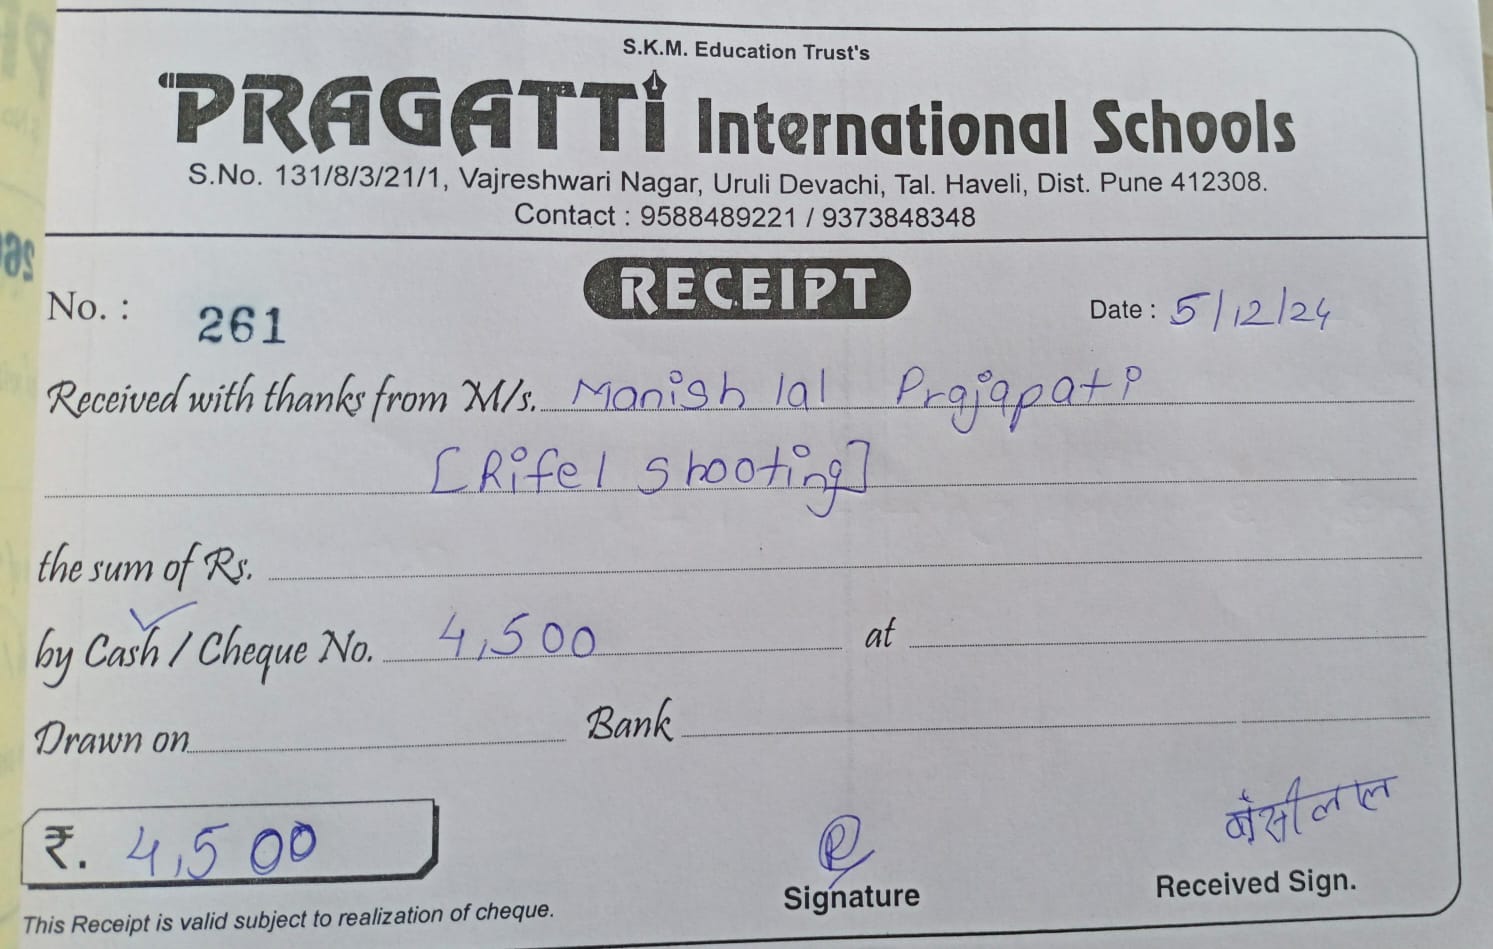 S.K.M. Education Trust's
PRAGATTi International Schools
S.No. 131/8/3/21/1, Vajreshwari Nagar, Uruli Devachi, Tal. Haveli, Dist. Pune 412308.
Contact : 9588489221 / 9373848348
RECEIPT
No. : 261
Date : 5/12/24
Received with thanks from M/s. Manish lal Prajapati
[Rifel Shooting]
the sum of Rs.
by Cash / Cheque No. 4,500 at
Drawn on Bank
₹. 4,500
बंसीलाल
Signature
Received Sign.
This Receipt is valid subject to realization of cheque.